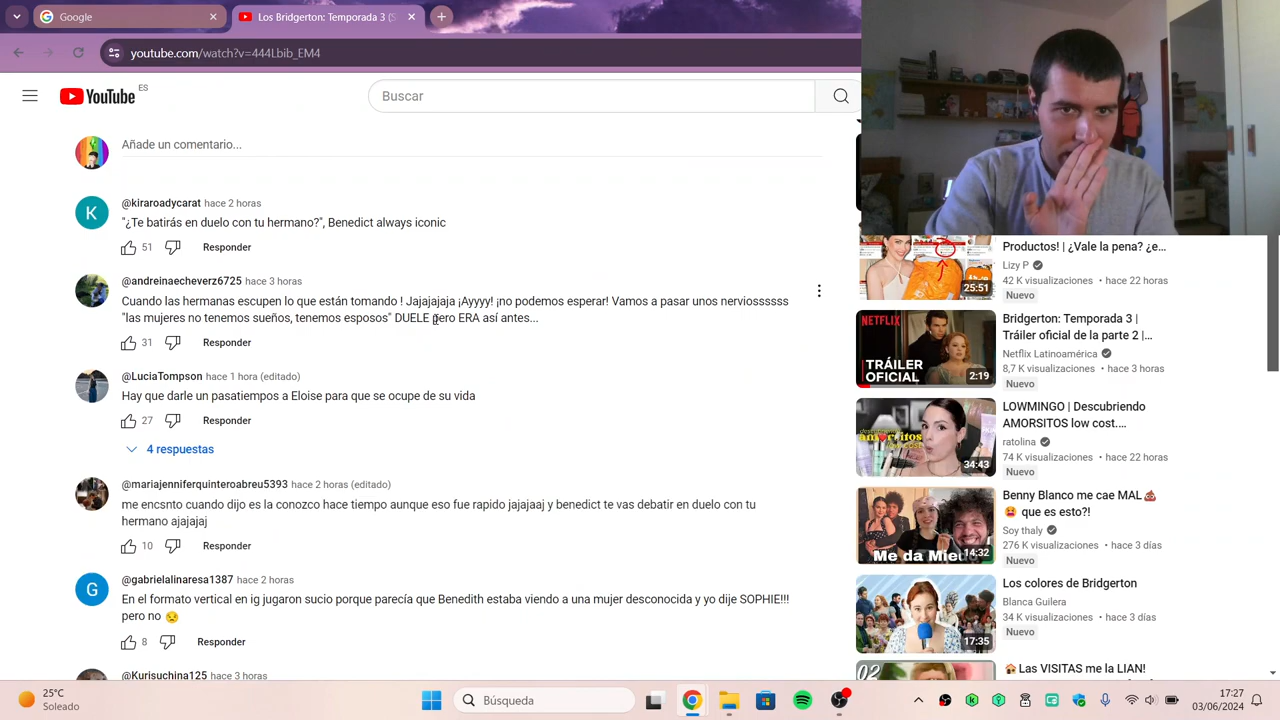 Google
Los Bridgerton: Temporada 3 (S
youtube.com/watch?v=444Lbib_EM4
YouTube ES
Buscar
Añade un comentario...
K
@kiraroadycarat hace 2 horas
"¿Te batirás en duelo con tu hermano?", Benedict always iconic
51 Responder
@andreinaecheverz6725 hace 3 horas
Cuando las hermanas escupen lo que están tomando ! Jajajajaja ¡Ayyyy! ¡no podemos esperar! Vamos a pasar unos nerviossssss
"las mujeres no tenemos sueños, tenemos esposos" DUELE pero ERA así antes...
31 Responder
@LuciaTompson hace 1 hora (editado)
Hay que darle un pasatiempo a Eloise para que se ocupe de su vida
27 Responder
4 respuestas
@mariajenniferquinteroabreu5393 hace 2 horas (editado)
me encsnto cuando dijo es la conozco hace tiempo aunque eso fue rapido jajajaaj y benedict te vas debatir en duelo con tu
hermano ajajajaj
10 Responder
G
@gabrielalinaresa1387 hace 2 horas
En el formato vertical en ig jugaron sucio porque parecía que Benedith estaba viendo a una mujer desconocida y yo dije SOPHIE!!!
pero no 😒
8 Responder
@Kurisuchina125
Productos! | ¿Vale la pena? ¿e...
Lizy P
42 K visualizaciones • hace 22 horas
Nuevo
25:51
NETFLIX
TRÁILER
OFICIAL
2:19
Bridgerton: Temporada 3 |
Tráiler oficial de la parte 2 |...
Netflix Latinoamérica
8,7 K visualizaciones • hace 3 horas
Nuevo
34:43
LOWMINGO | Descubriendo
AMORSITOS low cost....
ratolina
74 K visualizaciones • hace 22 horas
Nuevo
Me da Miedo
14:32
Benny Blanco me cae MAL💩
🤬 que es esto?!
Soy thaly
276 K visualizaciones • hace 3 días
Nuevo
17:35
Los colores de Bridgerton
Blanca Guilera
34 K visualizaciones • hace 3 días
Nuevo
02
🏠Las VISITAS me la LIAN!
25°C
Soleado
Búsqueda
17:27
03/06/2024